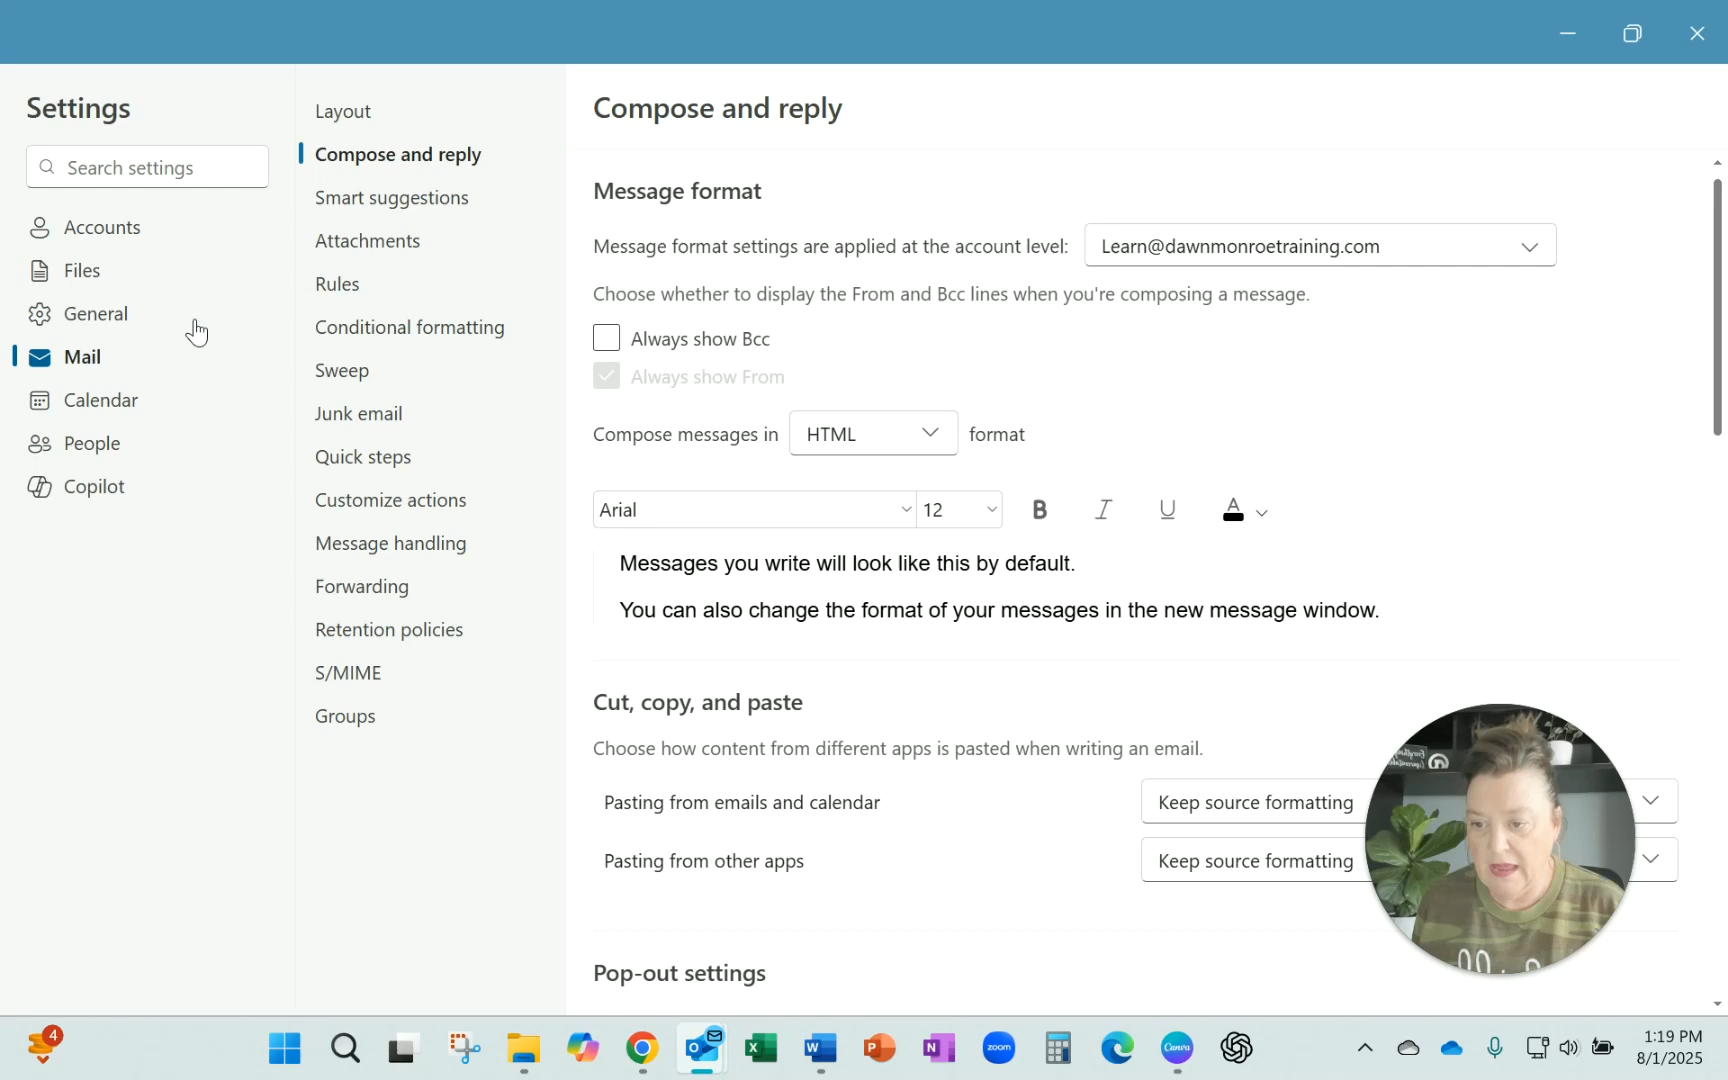 Settings
Search settings
Accounts
Files
General
Mail
Calendar
People
Copilot
Layout
Compose and reply
Smart suggestions
Attachments
Rules
Conditional formatting
Sweep
Junk email
Quick steps
Customize actions
Message handling
Forwarding
Retention policies
S/MIME
Groups
Compose and reply
Message format
Message format settings are applied at the account level: Learn@dawnmonroetraining.com
Choose whether to display the From and Bcc lines when you're composing a message.
Always show Bcc
Always show From
Compose messages in HTML format
Arial 12 B I U A
Messages you write will look like this by default.
You can also change the format of your messages in the new message window.
Cut, copy, and paste
Choose how content from different apps is pasted when writing an email.
Pasting from emails and calendar Keep source formatting
Pasting from other apps Keep source formatting
Pop-out settings
4
zoom
Canva
1:19 PM
8/1/2025